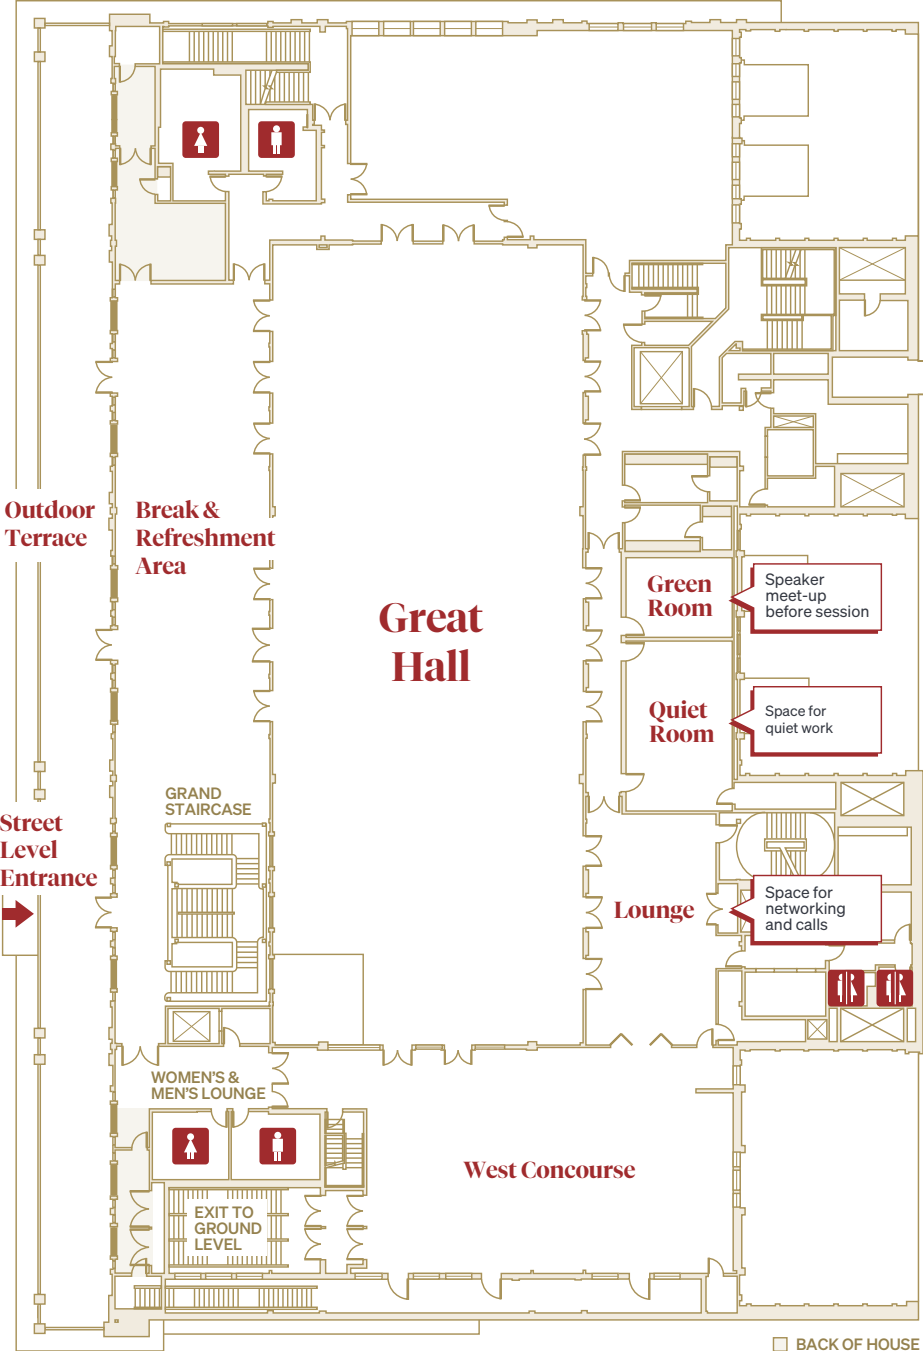 Outdoor
Terrace
Break &
Refreshment
Area
Great
Hall
Green
Room
Speaker
meet-up
before session
Quiet
Room
Space for
quiet work
GRAND
STAIRCASE
Street
Level
Entrance
Lounge
Space for
networking
and calls
WOMEN'S &
MEN'S LOUNGE
West Concourse
EXIT TO
GROUND
LEVEL
BACK OF HOUSE